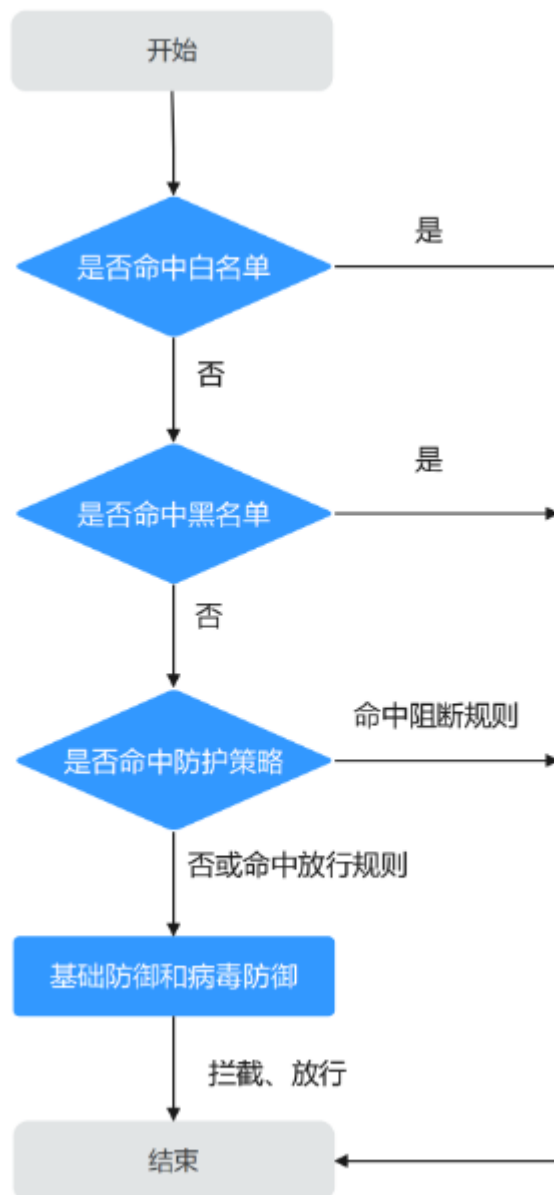 开始
是否命中白名单
是
否
是否命中黑名单
是
否
是否命中防护策略
命中阻断规则
否或命中放行规则
基础防御和病毒防御
拦截、放行
结束